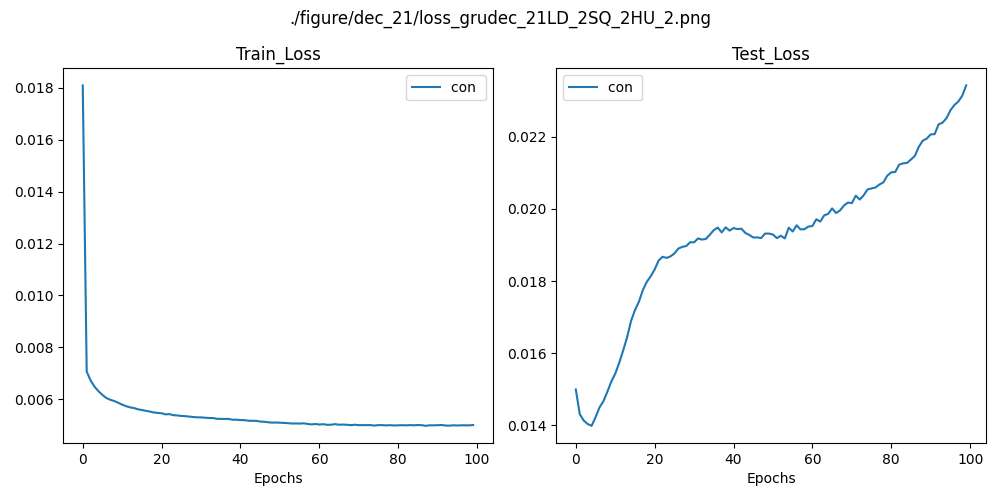 ./figure/dec_21/loss_grudec_21LD_2SQ_2HU_2.png
Train_Loss
con
0.018
0.016
0.014
0.012
0.010
0.008
0.006
0 20 40 60 80 100
Epochs
Test_Loss
con
0.022
0.020
0.018
0.016
0.014
0 20 40 60 80 100
Epochs